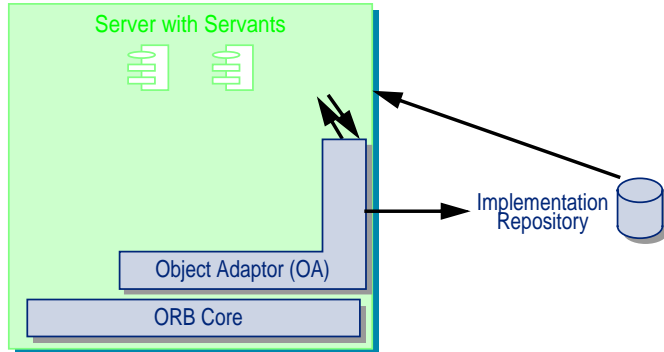 Server with Servants
Implementation
Repository
Object Adaptor (OA)
ORB Core